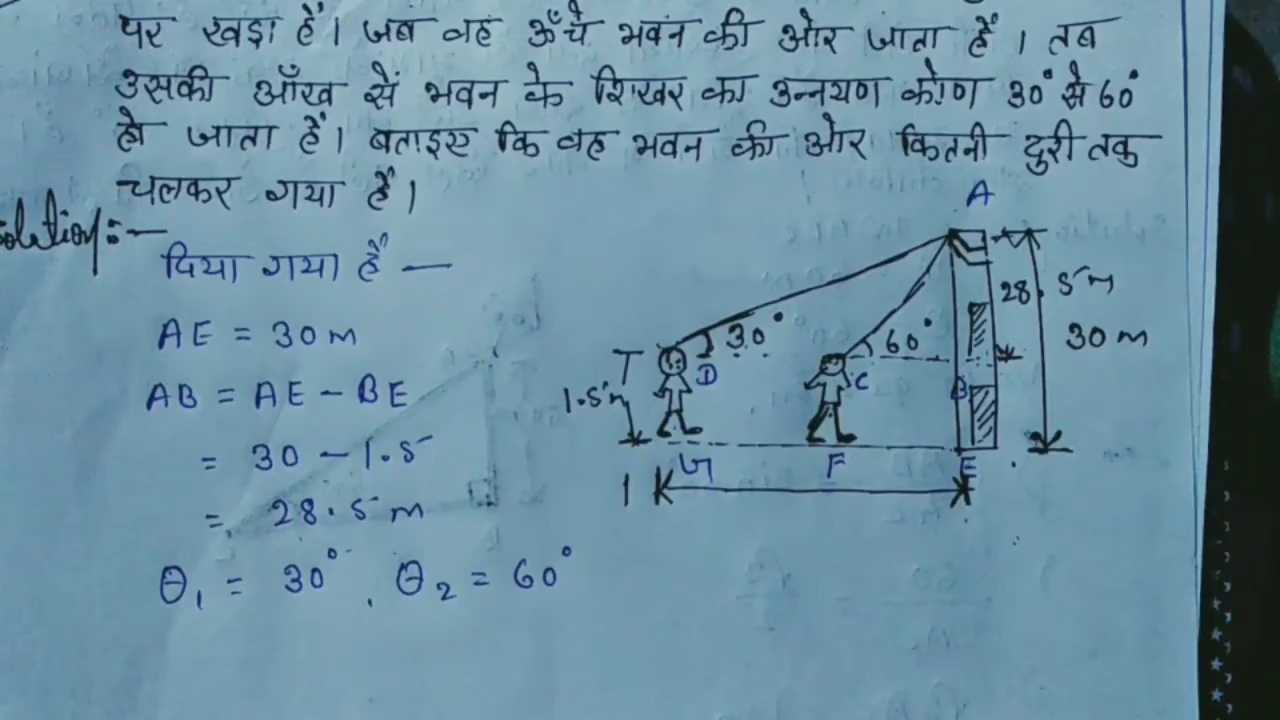 पर खड़ा हैं। जब वह ऊँचे भवन की ओर जाता हैं। तब
उसकी आँख सें भवन के शिखर का उन्नयण कोण 30° से 60°
हो जाता हैं। बताइए कि वह भवन की ओर कितनी दुरी तक
चलकर गया हैं।
olution:-
दिया गया हैं —
AE = 30 m
AB = AE - BE
= 30 - 1.5
= 28.5 m
θ₁ = 30°, θ₂ = 60°
A
28.5 m
30 m
30°
60°
D
C
B
1.5 m
G
F
E